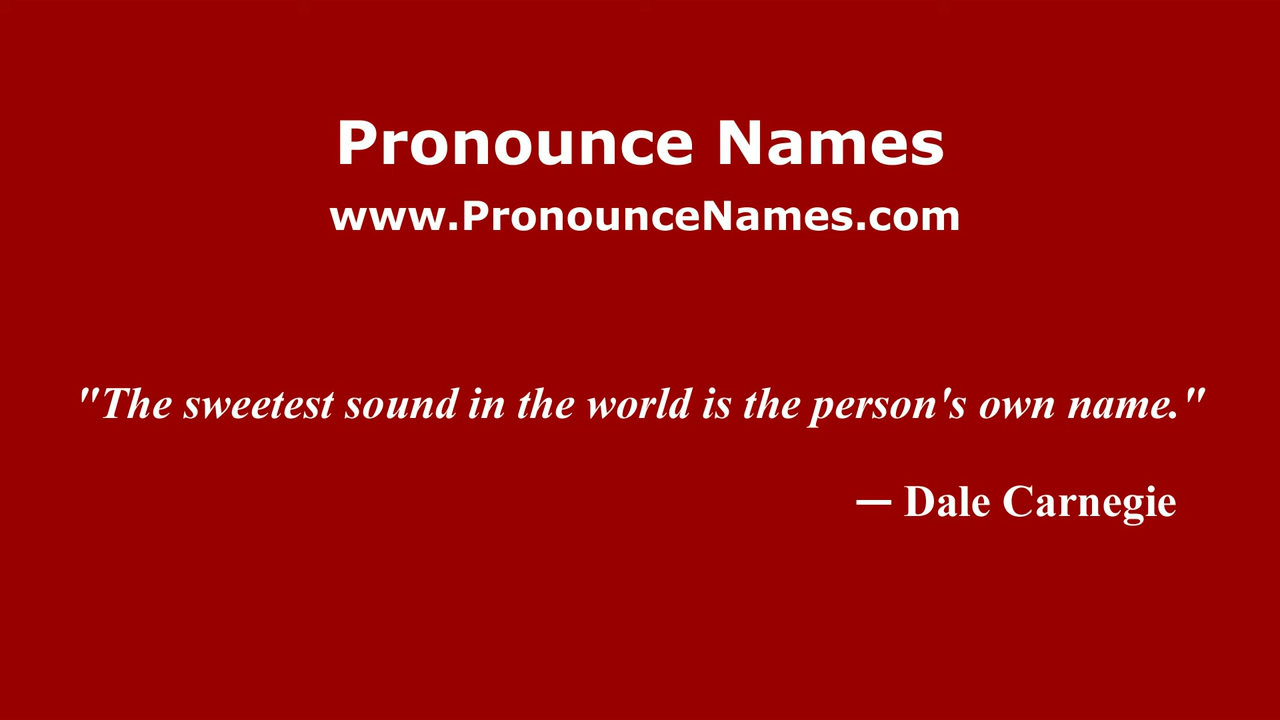 Pronounce Names
www.PronounceNames.com
"The sweetest sound in the world is the person's own name."
— Dale Carnegie